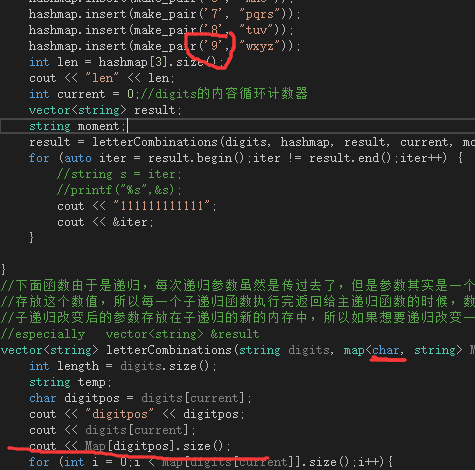 hashmap.insert(make_pair('7', "pqrs"));
hashmap.insert(make_pair('8', "tuv"));
hashmap.insert(make_pair('9', "wxyz"));
int len = hashmap[3].size();
cout << "len" << len;
int current = 0;//digits的内容循环计数器
vector<string> result;
string moment;
result = letterCombinations(digits, hashmap, result, current, mo
for (auto iter = result.begin();iter != result.end();iter++) {
//string s = iter;
//printf("%s",&s);
cout << "111111111111";
cout << &iter;
}
}
//下面函数由于是递归，每次递归参数虽然是传过去了，但是参数其实是一个
//存放这个数值，所以每一个子递归函数执行完返回给主递归函数的时候，数
//子递归改变后的参数存放在子递归的新的内存中，所以如果想要递归改变一
//especially   vector<string> &result
vector<string> letterCombinations(string digits, map<char, string> M
int length = digits.size();
string temp;
char digitpos = digits[current];
cout << "digitpos" << digitpos;
cout << digits[current];
cout << Map[digitpos].size();
for (int i = 0;i < map[digits[current]].size();i++){